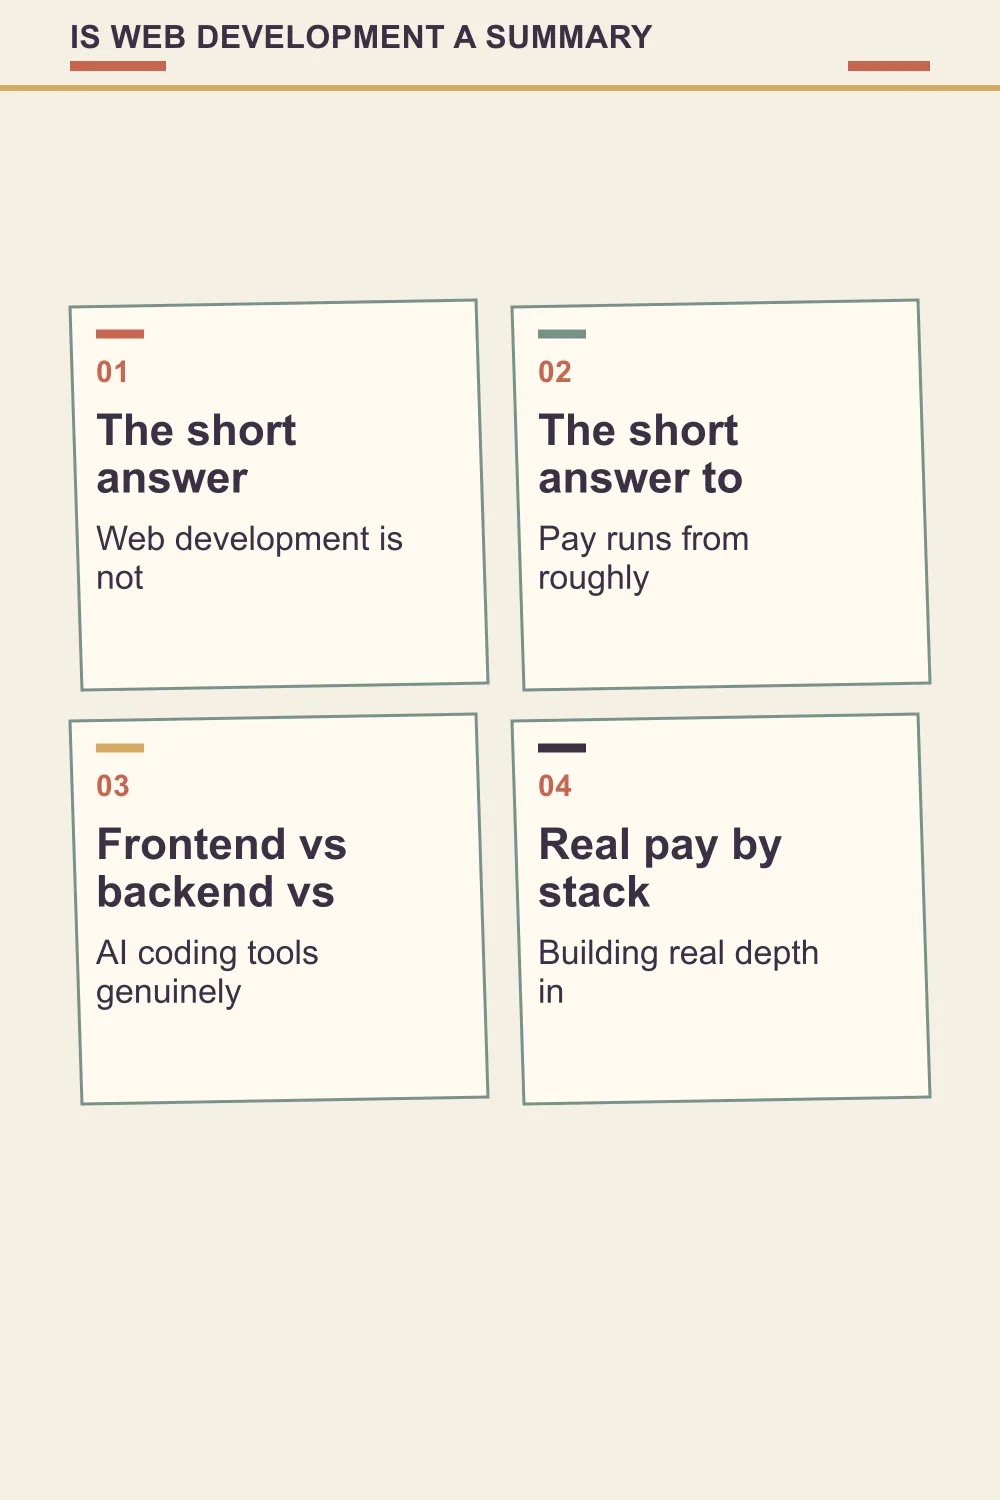 IS WEB DEVELOPMENT A SUMMARY
01
The short
answer
Web development is
not
02
The short
answer to
Pay runs from
roughly
03
Frontend vs
backend vs
AI coding tools
genuinely
04
Real pay by
stack
Building real depth
in